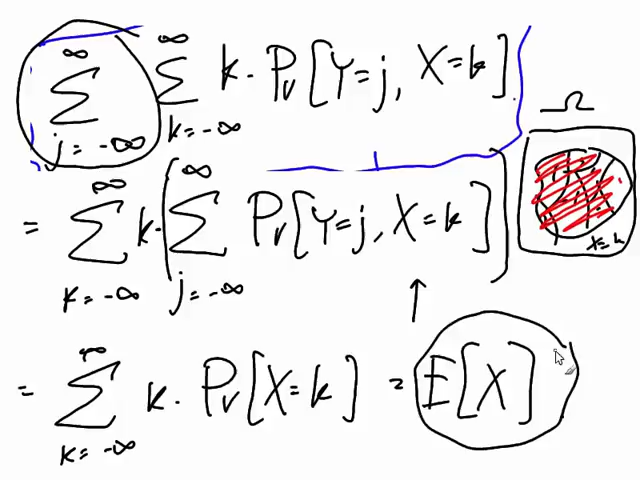 ∞ ∞
∑ ∑ k · Pr[Y=j, X=k]
j = -∞ k = -∞
Ω
∞ ∞
= ∑ k · (∑ Pr[Y=j, X=k])
k = -∞ j = -∞
X=k
∞
= ∑ k · Pr[X=k] = E[X]
k = -∞